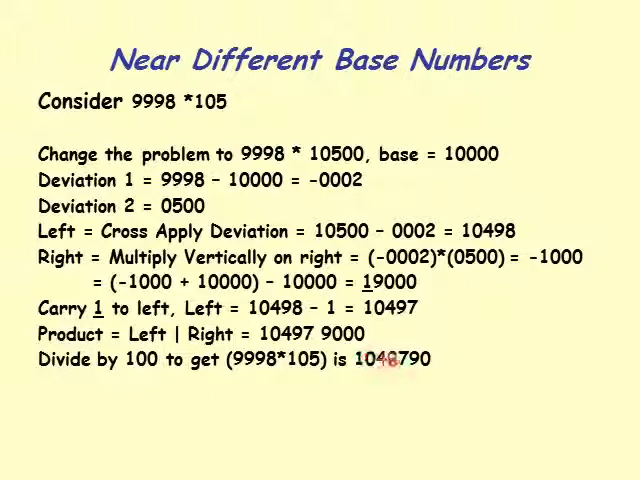 Near Different Base Numbers
Consider 9998 *105
Change the problem to 9998 * 10500, base = 10000
Deviation 1 = 9998 – 10000 = -0002
Deviation 2 = 0500
Left = Cross Apply Deviation = 10500 – 0002 = 10498
Right = Multiply Vertically on right = (-0002)*(0500) = -1000
= (-1000 + 10000) – 10000 = 19000
Carry 1 to left, Left = 10498 – 1 = 10497
Product = Left | Right = 10497 9000
Divide by 100 to get (9998*105) is